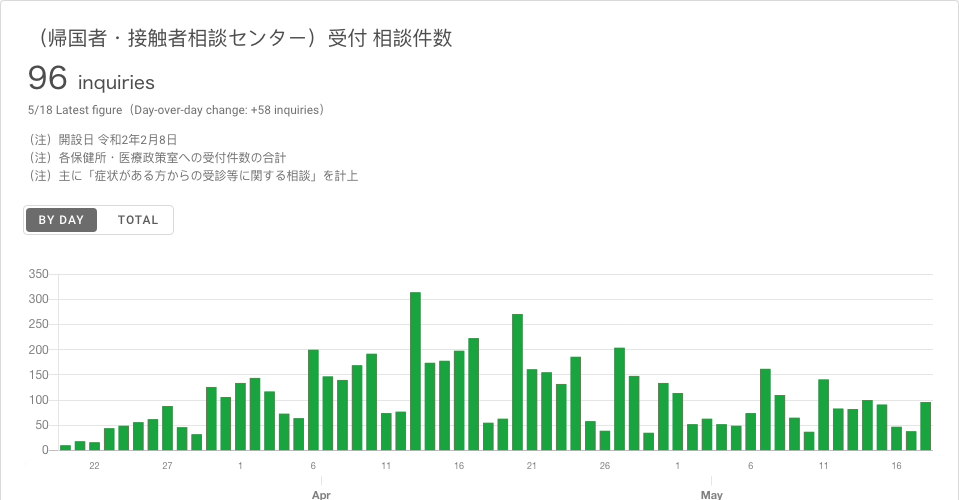 （帰国者・接触者相談センター）受付 相談件数
96 inquiries
5/18 Latest figure（Day-over-day change: +58 inquiries）
（注）開設日 令和2年2月8日
（注）各保健所・医療政策室への受付件数の合計
（注）主に「症状がある方からの受診等に関する相談」を計上
BY DAY TOTAL
350
300
250
200
150
100
50
0
22 27 1 6 11 16 21 26 1 6 11 16
Apr May